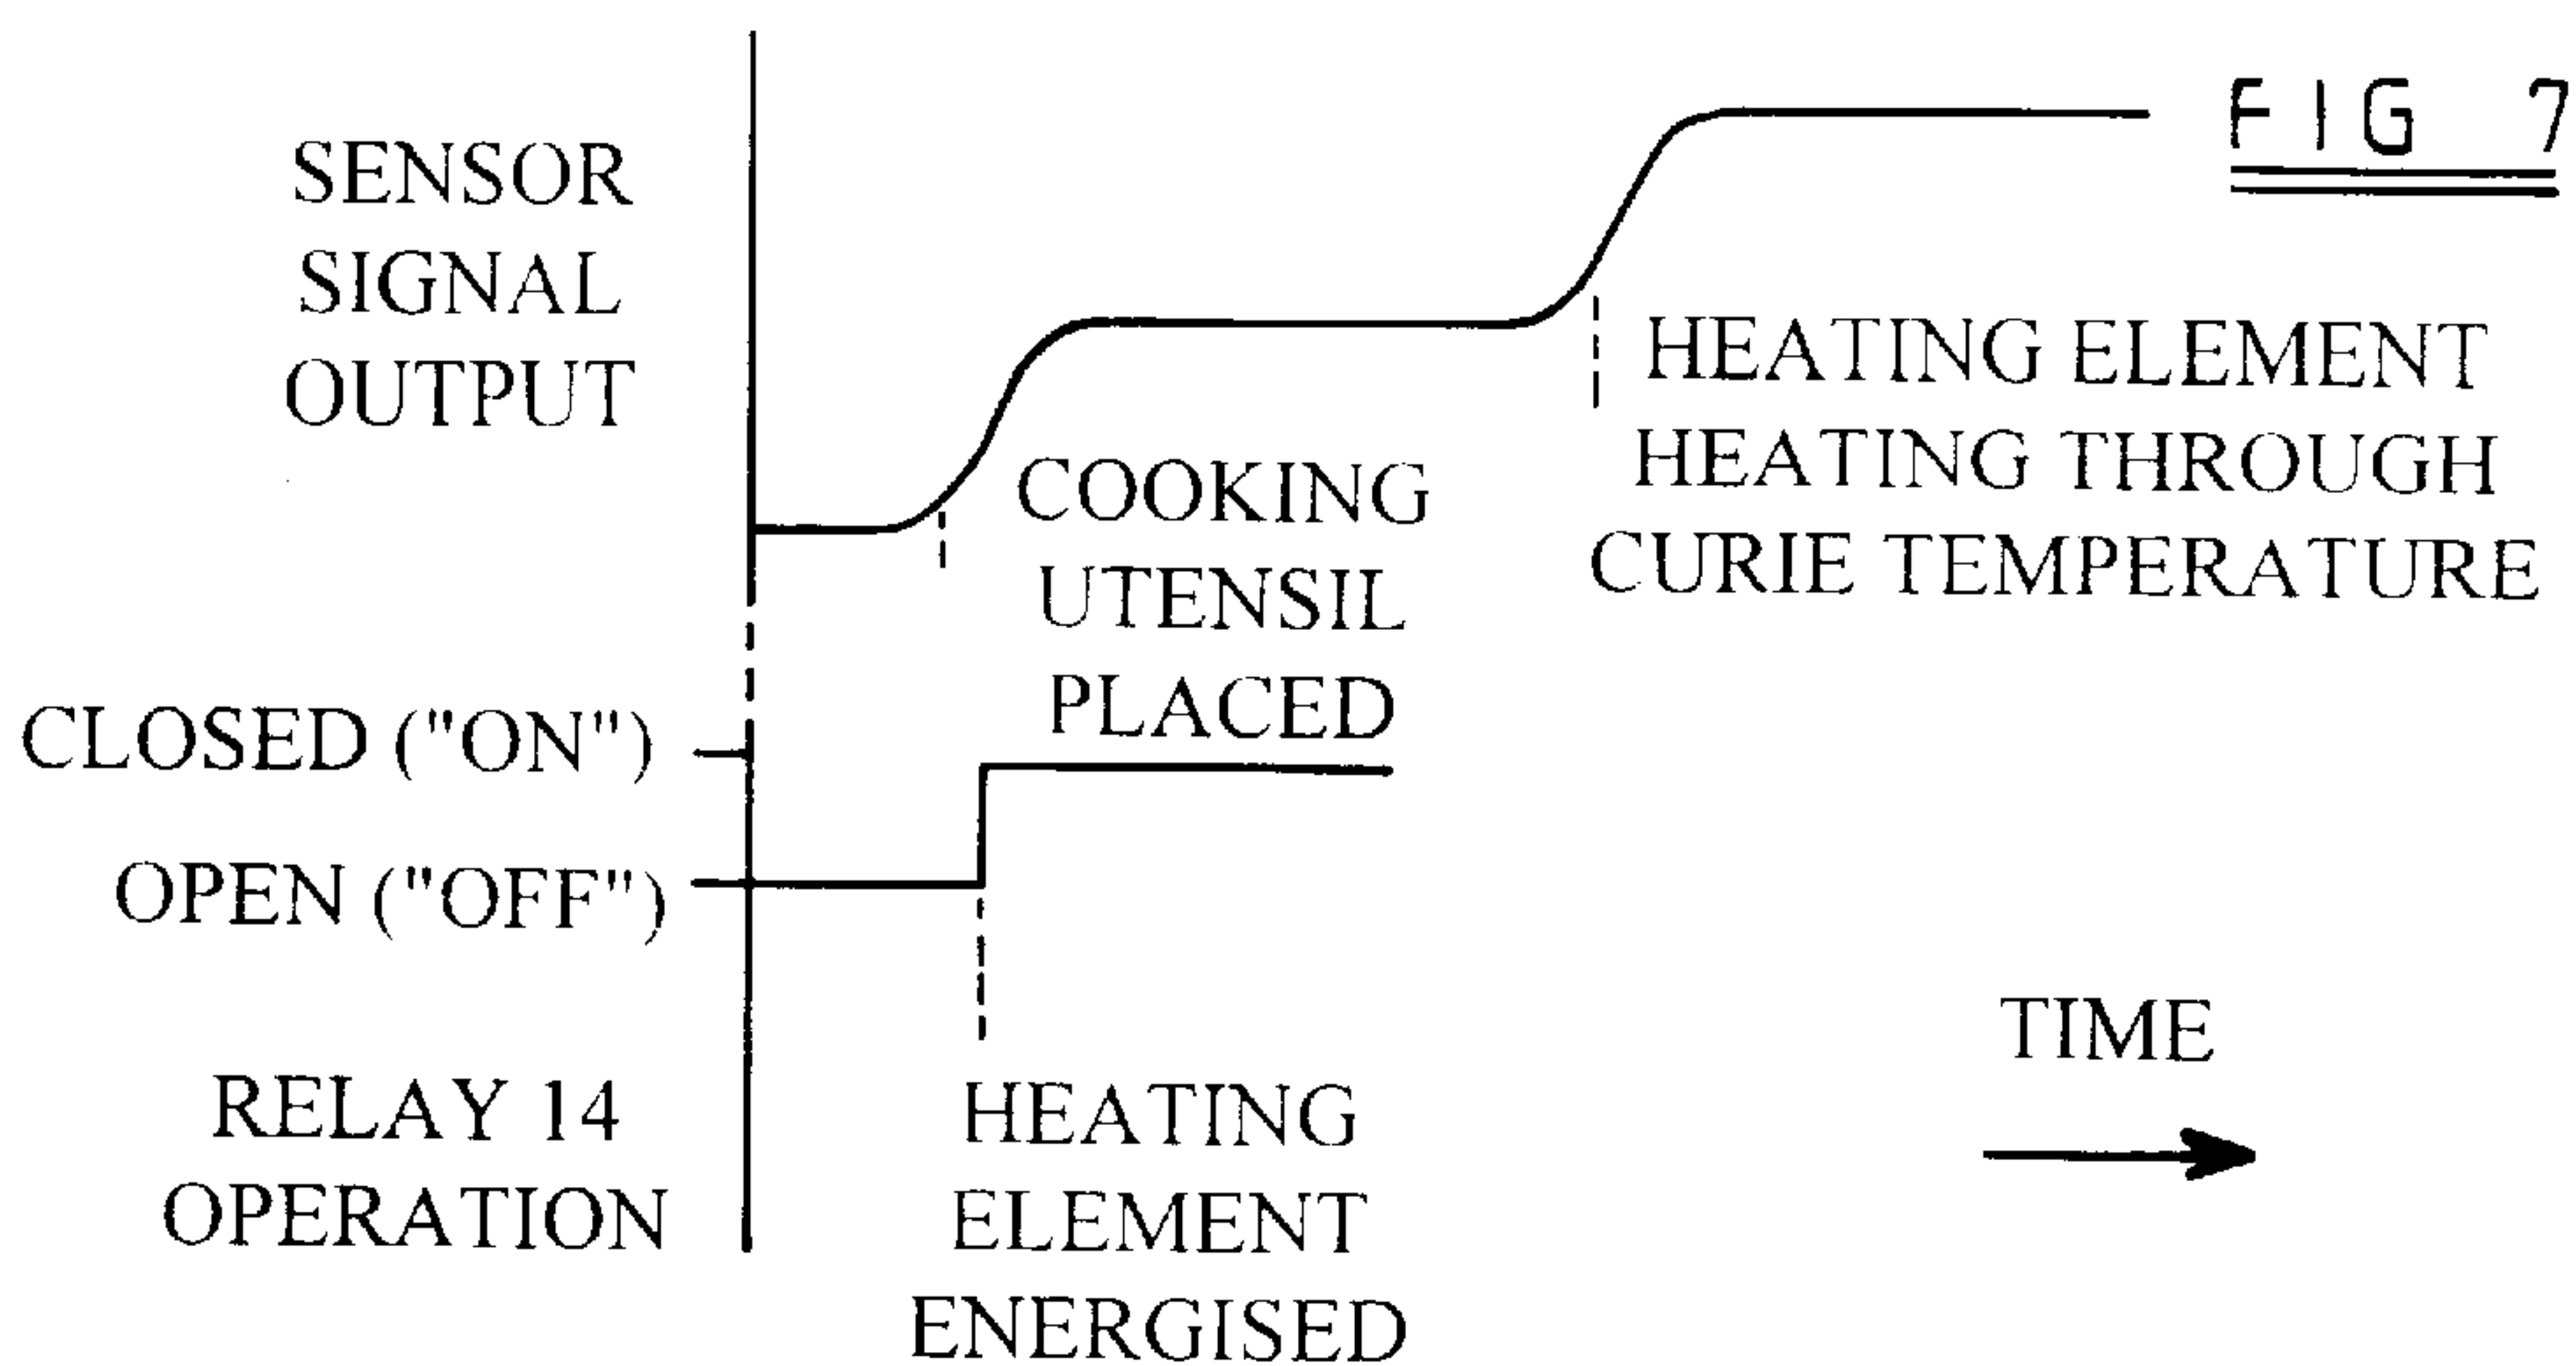 FIG 7
SENSOR
SIGNAL
OUTPUT
HEATING ELEMENT
HEATING THROUGH
CURIE TEMPERATURE
COOKING
UTENSIL
PLACED
CLOSED ("ON")
OPEN ("OFF")
RELAY 14
OPERATION
HEATING
ELEMENT
ENERGISED
TIME